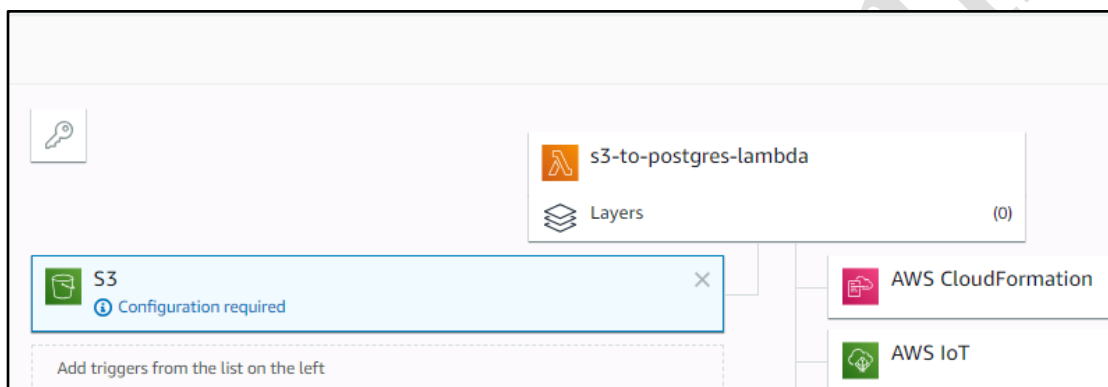 s3-to-postgres-lambda
Layers
(0)
S3
Configuration required
AWS CloudFormation
AWS IoT
Add triggers from the list on the left